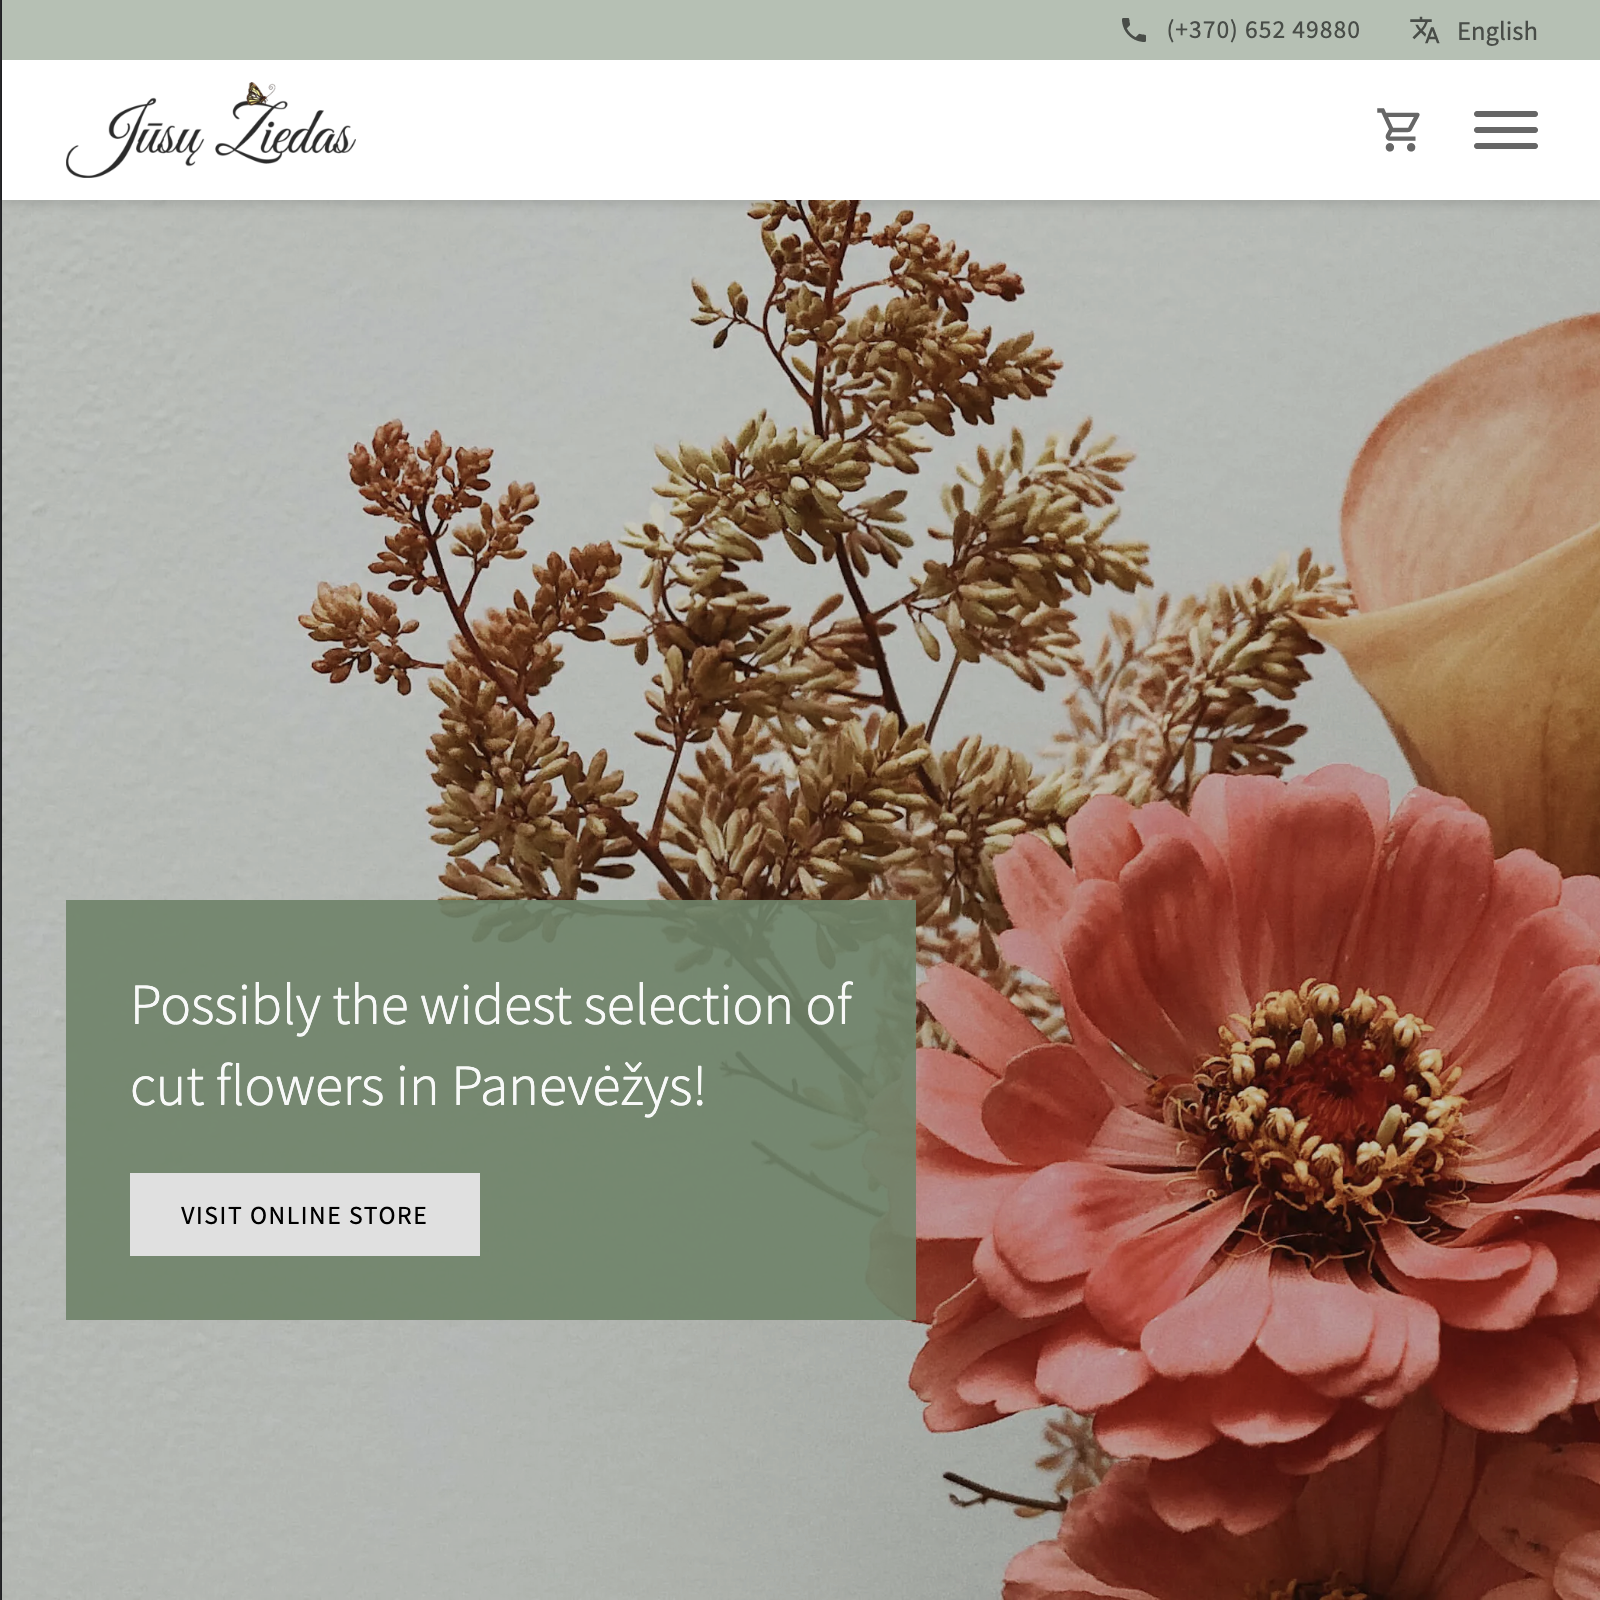 (+370) 652 49880
English
Jūsų Žiedas
Possibly the widest selection of
cut flowers in Panevėžys!
VISIT ONLINE STORE